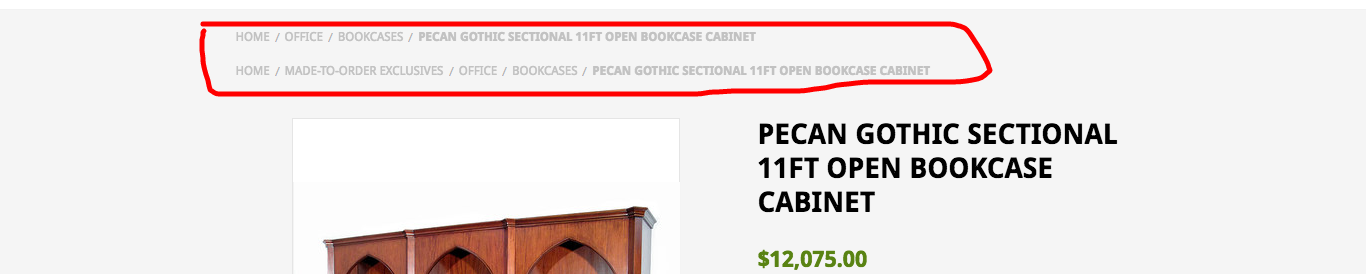 HOME / OFFICE / BOOKCASES / PECAN GOTHIC SECTIONAL 11FT OPEN BOOKCASE CABINET
HOME / MADE-TO-ORDER EXCLUSIVES / OFFICE / BOOKCASES / PECAN GOTHIC SECTIONAL 11FT OPEN BOOKCASE CABINET
PECAN GOTHIC SECTIONAL
11FT OPEN BOOKCASE
CABINET
$12,075.00